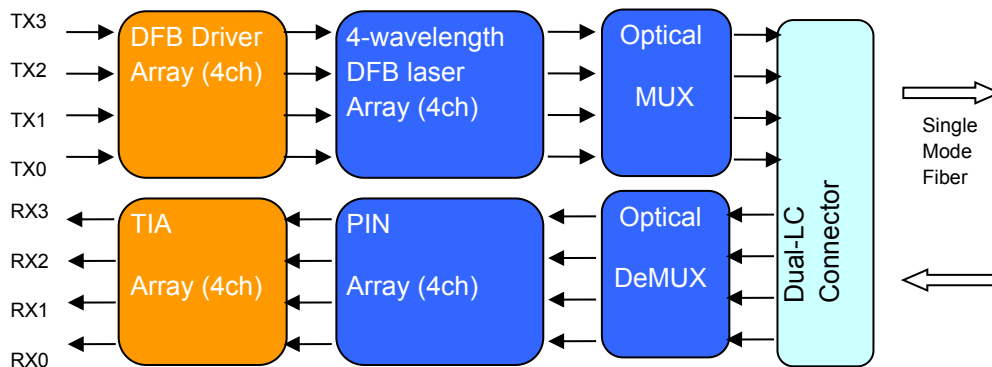 TX3
TX2
TX1
TX0
DFB Driver
Array (4ch)
4-wavelength
DFB laser
Array (4ch)
Optical
MUX
RX3
RX2
RX1
RX0
TIA
Array (4ch)
PIN
Array (4ch)
Optical
DeMUX
Dual-LC
Connector
Single
Mode
Fiber